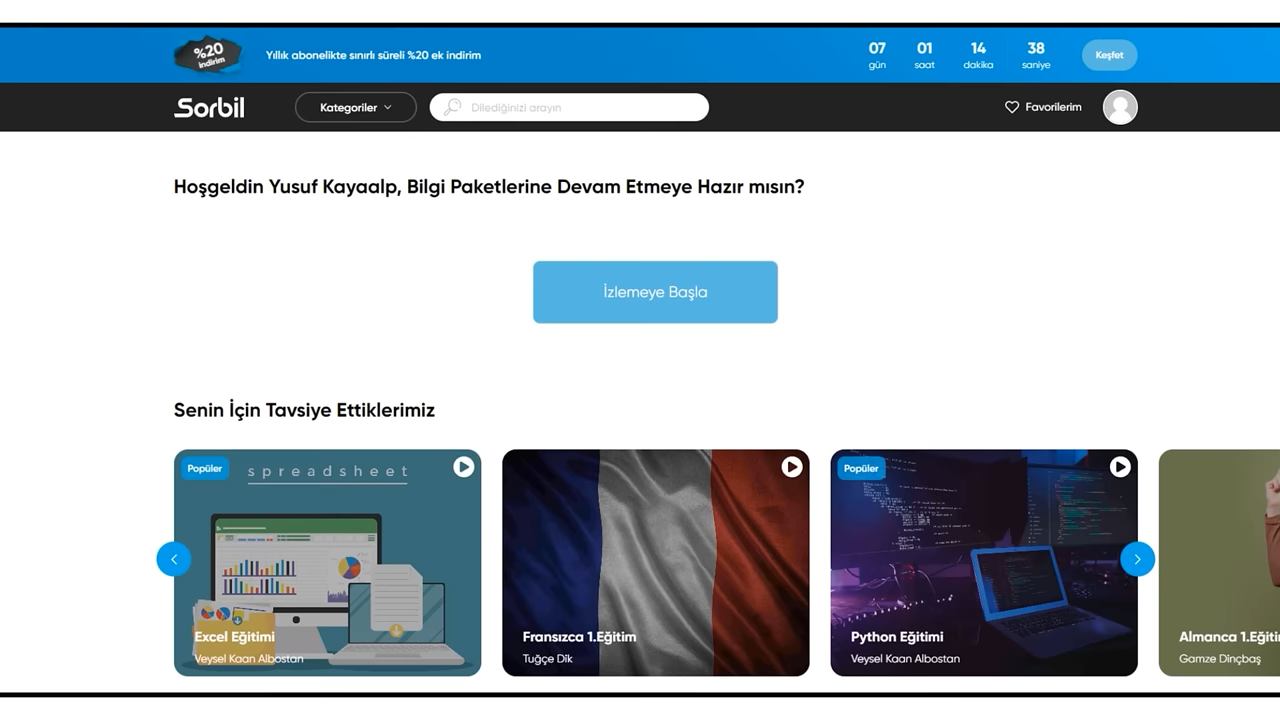 %20
indirim
Yıllık abonelikte sınırlı süreli %20 ek indirim
07 01 14 38
gün saat dakika saniye
Keşfet
Sorbil
Kategoriler
Dilediğinizi arayın
Favorilerim
Hoşgeldin Yusuf Kayaalp, Bilgi Paketlerine Devam Etmeye Hazır mısın?
İzlemeye Başla
Senin İçin Tavsiye Ettiklerimiz
Popüler
spreadsheet
Excel Eğitimi
Veysel Kaan Albostan
Fransızca 1.Eğitim
Tuğçe Dik
Popüler
Python Eğitimi
Veysel Kaan Albostan
Almanca 1.Eğiti
Gamze Dinçbaş